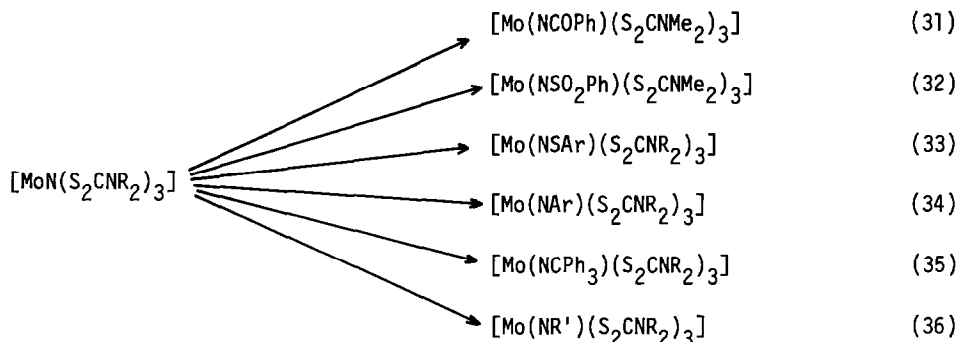 [Mo(NCOPh)(S₂CNMe₂)₃] (31)
[Mo(NSO₂Ph)(S₂CNMe₂)₃] (32)
[Mo(NSAr)(S₂CNR₂)₃] (33)
[MoN(S₂CNR₂)₃]
[Mo(NAr)(S₂CNR₂)₃] (34)
[Mo(NCPh₃)(S₂CNR₂)₃] (35)
[Mo(NR')(S₂CNR₂)₃] (36)